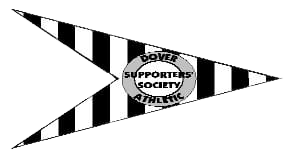 DOVER
SUPPORTERS'
SOCIETY
ATHLETIC